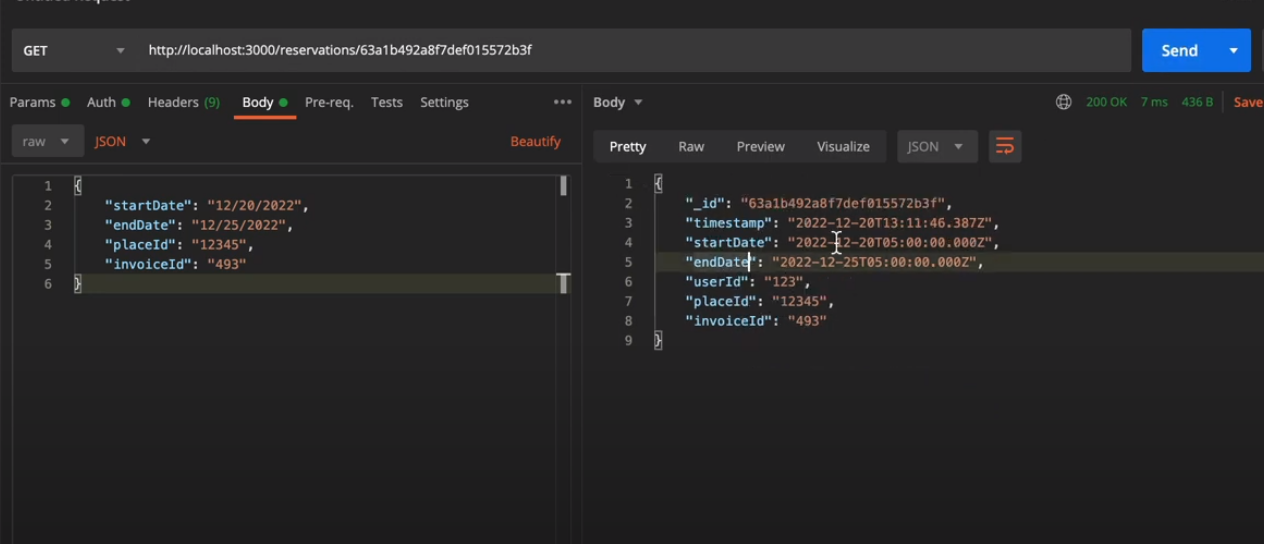 Untitled Request
GET http://localhost:3000/reservations/63a1b492a8f7def015572b3f Send
Params Auth Headers (9) Body Pre-req. Tests Settings ••• Body 200 OK 7 ms 436 B Save
raw JSON Beautify Pretty Raw Preview Visualize JSON
1 {
2 "startDate": "12/20/2022",
3 "endDate": "12/25/2022",
4 "placeId": "12345",
5 "invoiceId": "493"
6 }
1 {
2 "_id": "63a1b492a8f7def015572b3f",
3 "timestamp": "2022-12-20T13:11:46.387Z",
4 "startDate": "2022-12-20T05:00:00.000Z",
5 "endDate": "2022-12-25T05:00:00.000Z",
6 "userId": "123",
7 "placeId": "12345",
8 "invoiceId": "493"
9 }